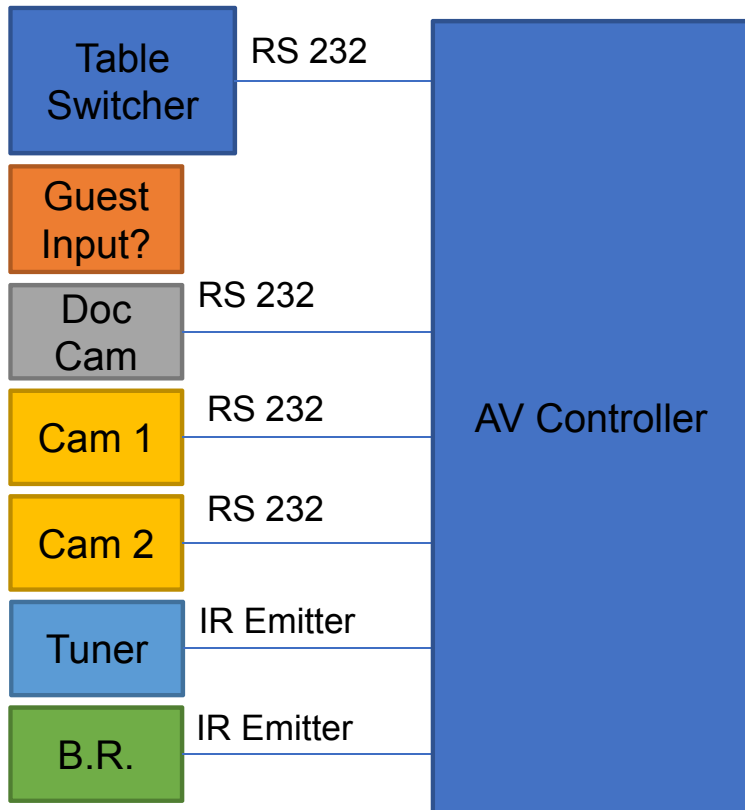 Table
Switcher
RS 232
Guest
Input?
Doc
Cam
RS 232
Cam 1
RS 232
AV Controller
Cam 2
RS 232
Tuner
IR Emitter
B.R.
IR Emitter